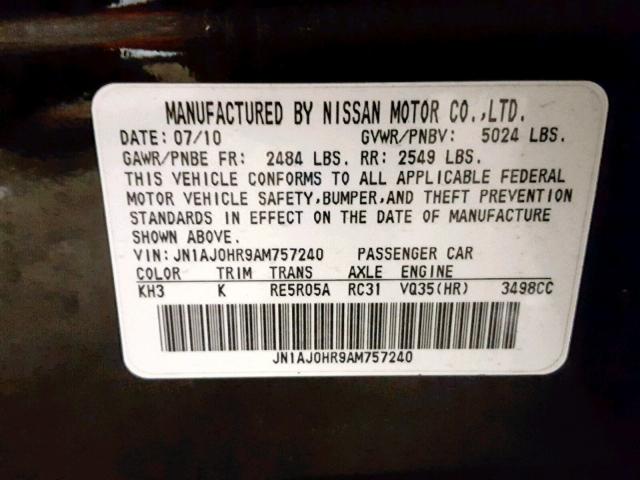 MANUFACTURED BY NISSAN MOTOR CO.,LTD.
DATE: 07/10 GVWR/PNBV: 5024 LBS.
GAWR/PNBE FR: 2484 LBS. RR: 2549 LBS.
THIS VEHICLE CONFORMS TO ALL APPLICABLE FEDERAL
MOTOR VEHICLE SAFETY,BUMPER,AND THEFT PREVENTION
STANDARDS IN EFFECT ON THE DATE OF MANUFACTURE
SHOWN ABOVE.
VIN: JN1AJ0HR9AM757240 PASSENGER CAR
COLOR TRIM TRANS AXLE ENGINE
KH3 K RE5R05A RC31 VQ35(HR) 3498CC
JN1AJ0HR9AM757240